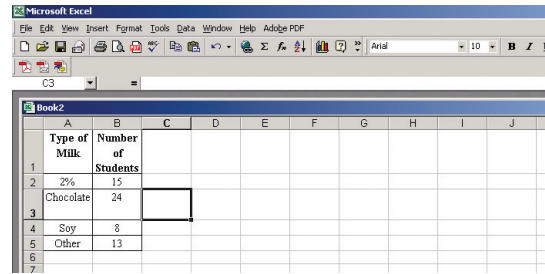 Microsoft Excel
File Edit View Insert Format Tools Data Window Help Adobe PDF
Σ fx Arial 10 B I
C3 =
Book2
A B C D E F G H I J
1 Type of Milk Number of Students
2 2% 15
3 Chocolate 24
4 Soy 8
5 Other 13
6
7